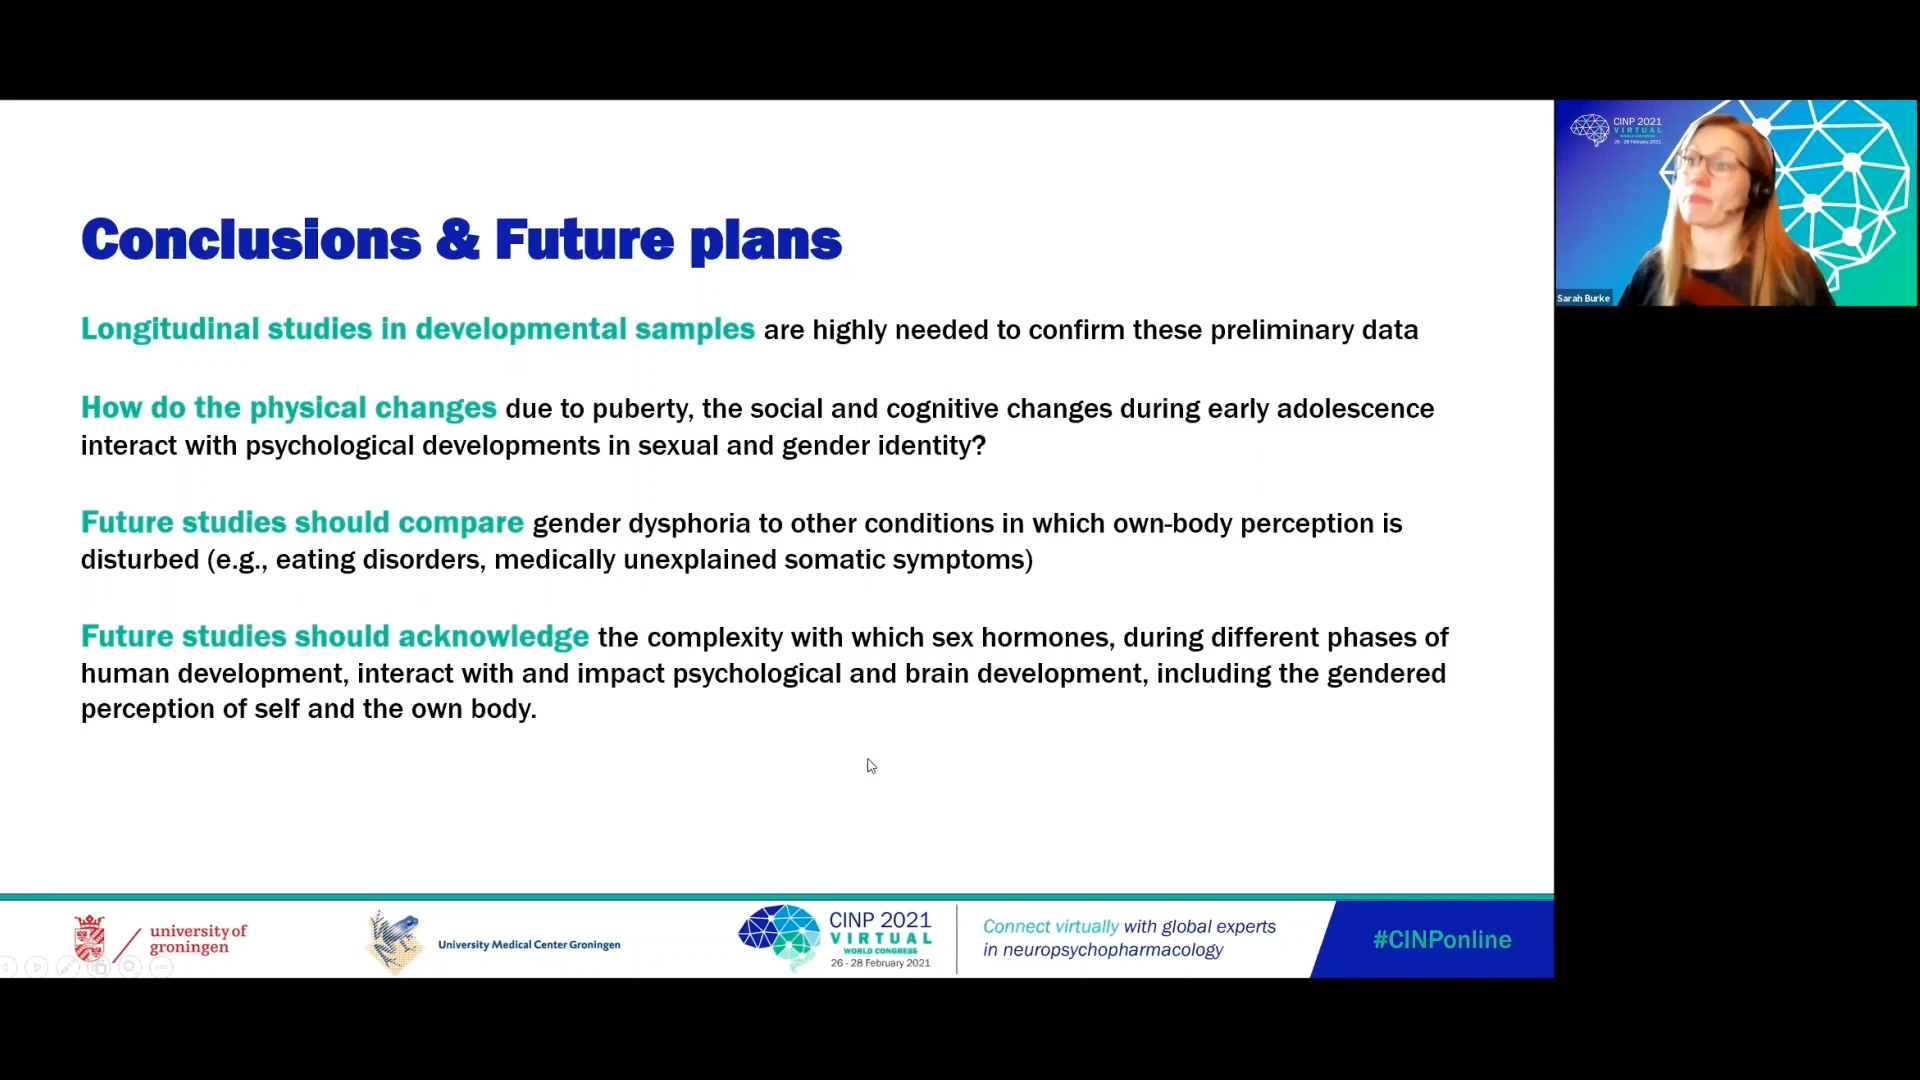 Conclusions & Future plans
Longitudinal studies in developmental samples are highly needed to confirm these preliminary data
How do the physical changes due to puberty, the social and cognitive changes during early adolescence
interact with psychological developments in sexual and gender identity?
Future studies should compare gender dysphoria to other conditions in which own-body perception is
disturbed (e.g., eating disorders, medically unexplained somatic symptoms)
Future studies should acknowledge the complexity with which sex hormones, during different phases of
human development, interact with and impact psychological and brain development, including the gendered
perception of self and the own body.
university of
groningen
University Medical Center Groningen
CINP 2021
VIRTUAL
WORLD CONGRESS
26 - 28 February 2021
Connect virtually with global experts
in neuropsychopharmacology
#CINPonline
CINP 2021
VIRTUAL
WORLD CONGRESS
26 - 28 February 2021
Sarah Burke